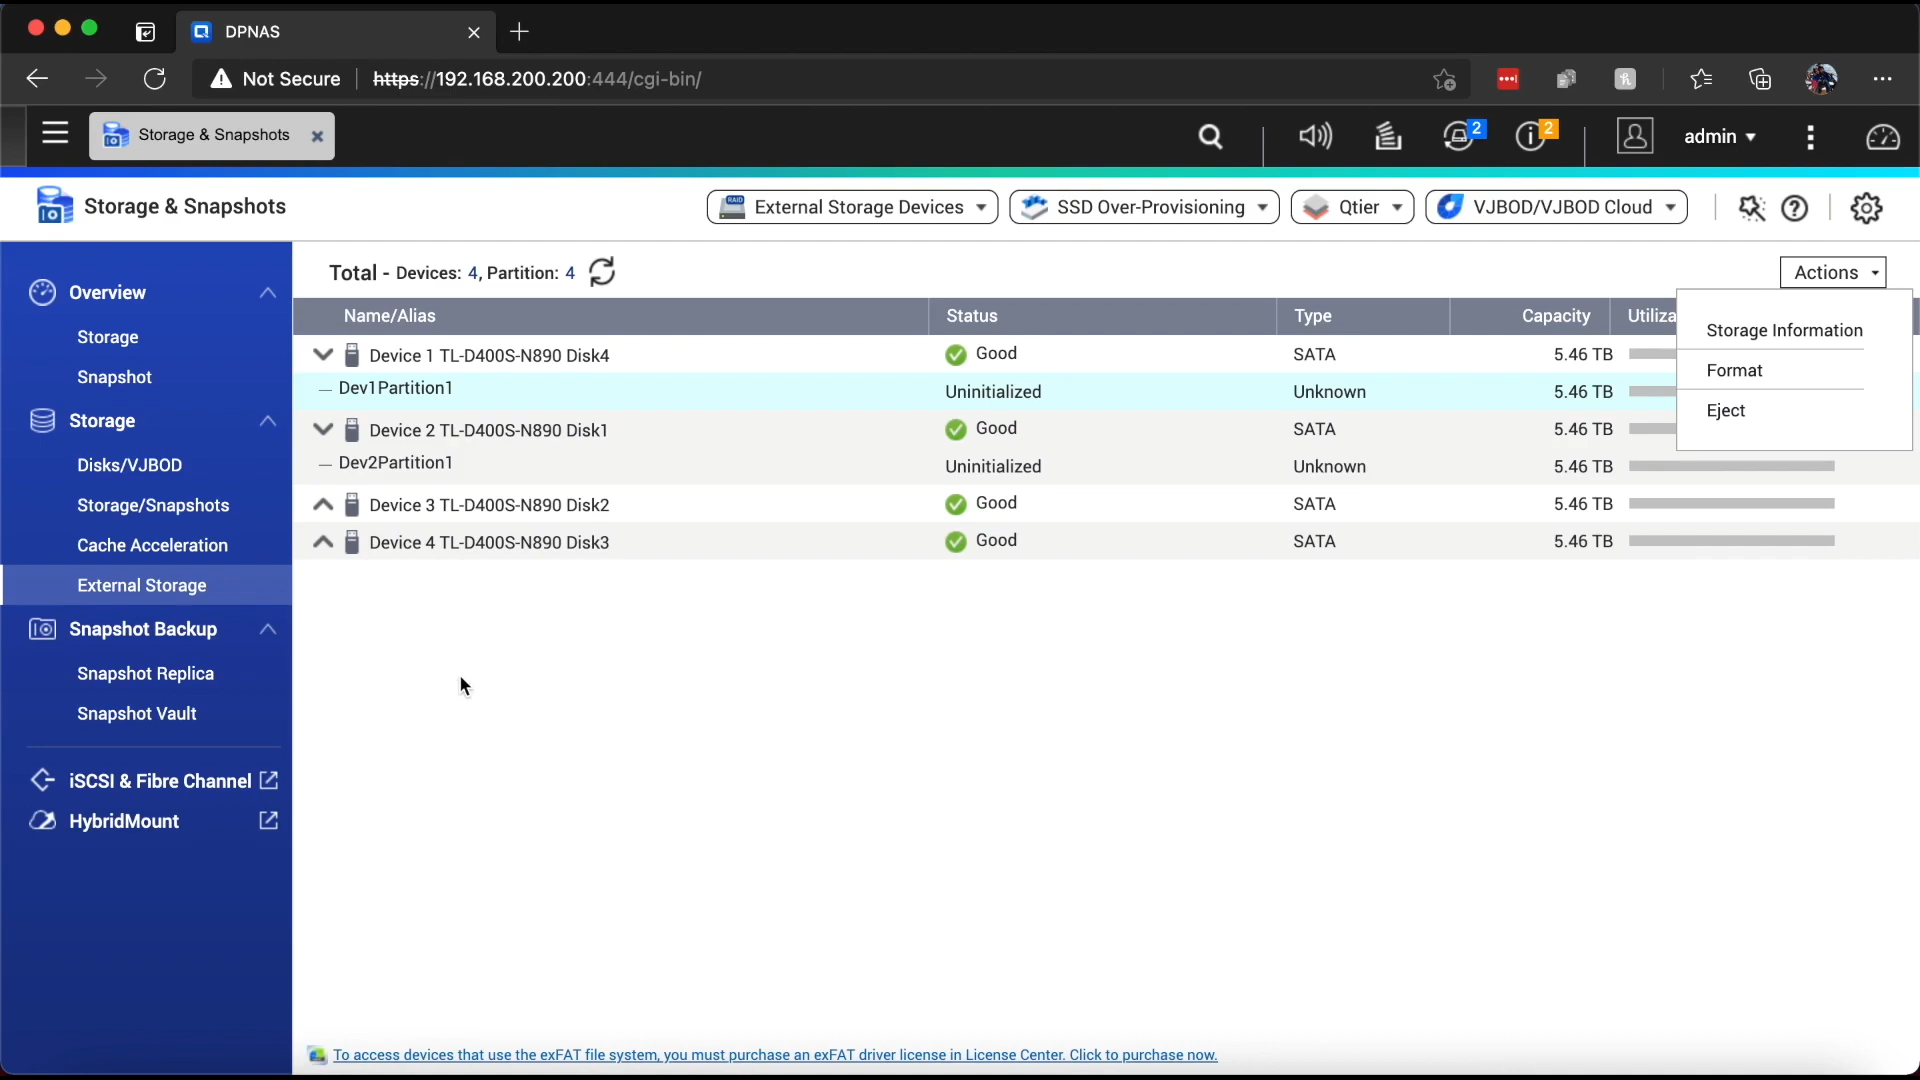 DPNAS
Not Secure https://192.168.200.200:444/cgi-bin/
Storage & Snapshots
2
2
admin
Storage & Snapshots
External Storage Devices
SSD Over-Provisioning
Qtier
VJBOD/VJBOD Cloud
Overview
Storage
Snapshot
Storage
Disks/VJBOD
Storage/Snapshots
Cache Acceleration
External Storage
Snapshot Backup
Snapshot Replica
Snapshot Vault
iSCSI & Fibre Channel
HybridMount
Total - Devices: 4, Partition: 4
Actions
Name/Alias Status Type Capacity Utiliza
Device 1 TL-D400S-N890 Disk4 Good SATA 5.46 TB
Dev1Partition1 Uninitialized Unknown 5.46 TB
Device 2 TL-D400S-N890 Disk1 Good SATA 5.46 TB
Dev2Partition1 Uninitialized Unknown 5.46 TB
Device 3 TL-D400S-N890 Disk2 Good SATA 5.46 TB
Device 4 TL-D400S-N890 Disk3 Good SATA 5.46 TB
Storage Information
Format
Eject
To access devices that use the exFAT file system, you must purchase an exFAT driver license in License Center. Click to purchase now.